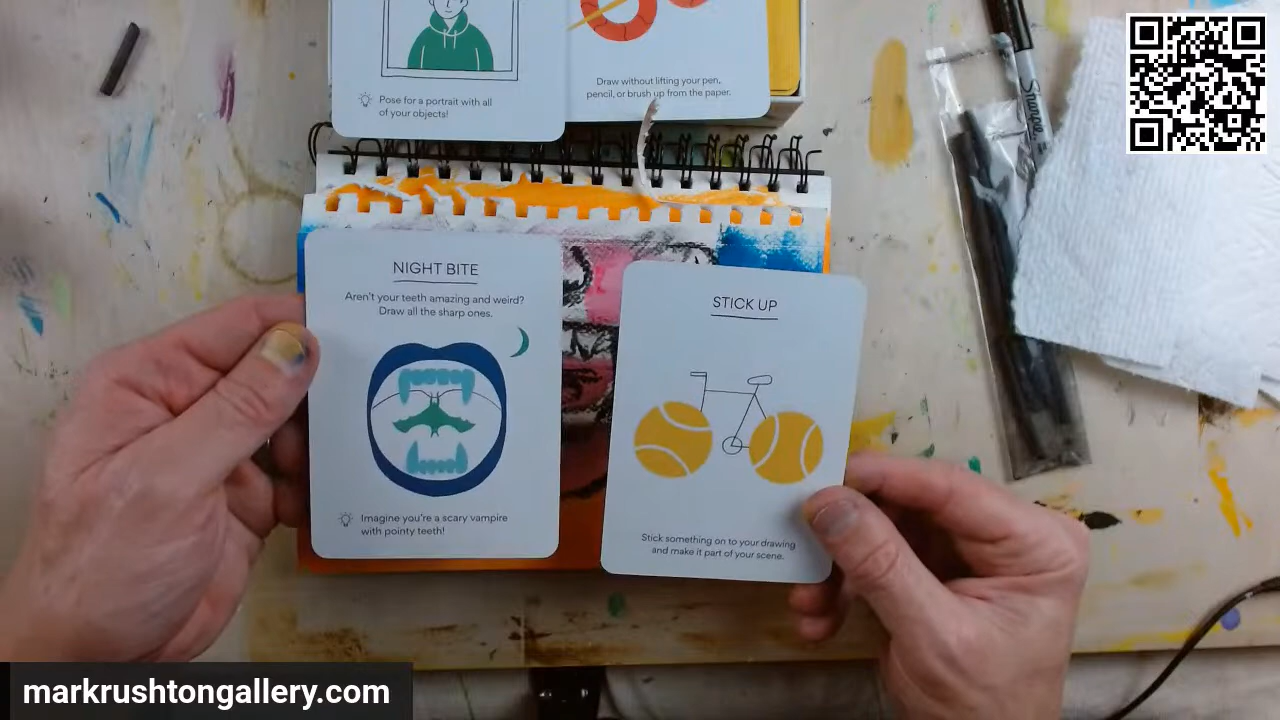 Pose for a portrait with all
of your objects!
Draw without lifting your pen,
pencil, or brush up from the paper.
Sharpie
NIGHT BITE
Aren't your teeth amazing and weird?
Draw all the sharp ones.
Imagine you're a scary vampire
with pointy teeth!
STICK UP
Stick something on to your drawing
and make it part of your scene.
markrushtongallery.com